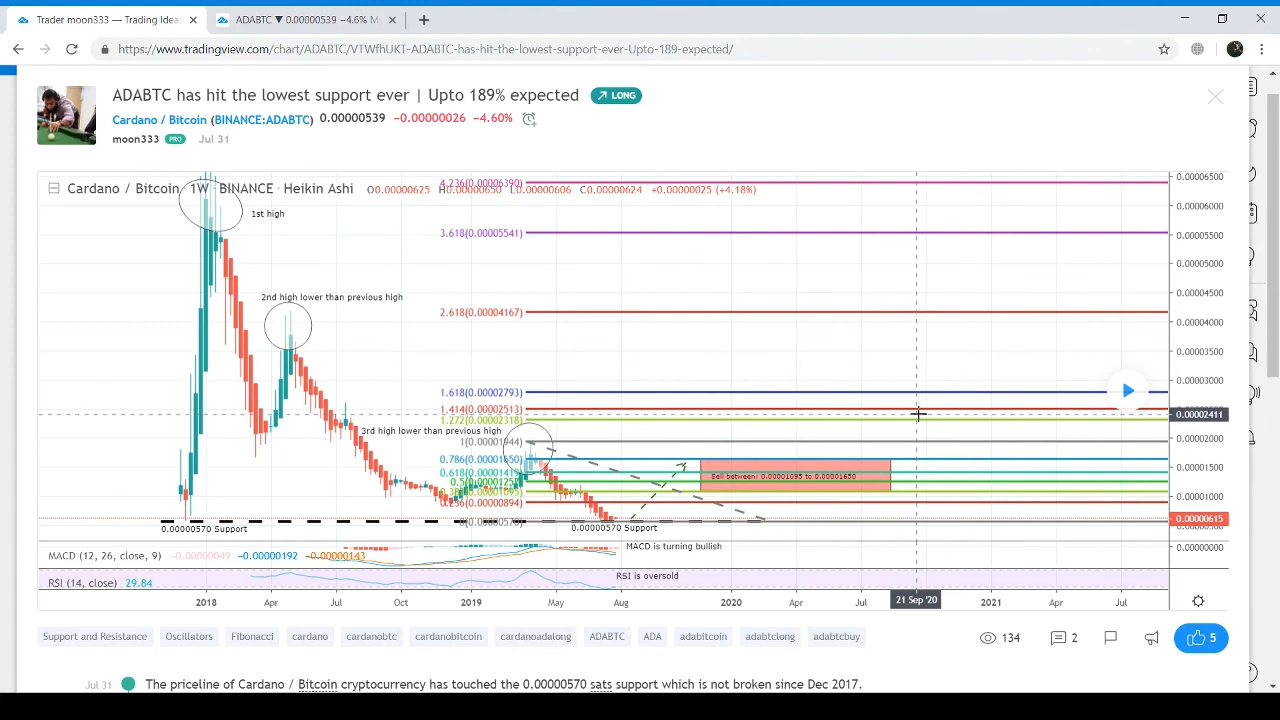 Trader moon333 — Trading Ideas
ADABTC ▼ 0.00000539 −4.6% M
https://www.tradingview.com/chart/ADABTC/VTWfhUKT-ADABTC-has-hit-the-lowest-support-ever-Upto-189-expected/
ADABTC has hit the lowest support ever | Upto 189% expected
LONG
Cardano / Bitcoin (BINANCE:ADABTC) 0.00000539 −0.00000026 −4.60%
moon333 PRO Jul 31
Cardano / Bitcoin 1W BINANCE · Heikin Ashi O0.00000625 H0.00000650 L0.00000606 C0.00000624 +0.00000025 (+4.18%)
4.236(0.00006390)
0.00006500
0.00006000
1st high
3.618(0.00005541)
0.00005500
0.00005000
2nd high lower than previous high
0.00004500
2.618(0.00004167)
0.00004000
0.00003500
0.00003000
1.618(0.00002793)
1.414(0.00002513)
0.00002411
1.272(0.00002318)
3rd high lower than previous high
1(0.00001944)
0.00002000
0.786(0.00001650)
0.00001500
0.618(0.00001419)
Sell between: 0.00001095 to 0.00001650
0.00001000
0.236(0.00000894)
0.00000615
0.00000570 Support
0.00000570 Support
MACD is turning bullish
0.00000000
MACD (12, 26, close, 9) −0.00000049 −0.00000192 −0.00000143
RSI is oversold
RSI (14, close) 29.84
2018 Apr Jul Oct 2019 May Aug 2020 Apr Jul 21 Sep '20 2021 Apr Jul
Support and Resistance Oscillators Fibonacci cardano cardanobtc cardanobitcoin cardanoadalong ADABTC ADA adabitcoin adabtclong adabtcbuy
134 2 5
Jul 31 The priceline of Cardano / Bitcoin cryptocurrency has touched the 0.00000570 sats support which is not broken since Dec 2017.